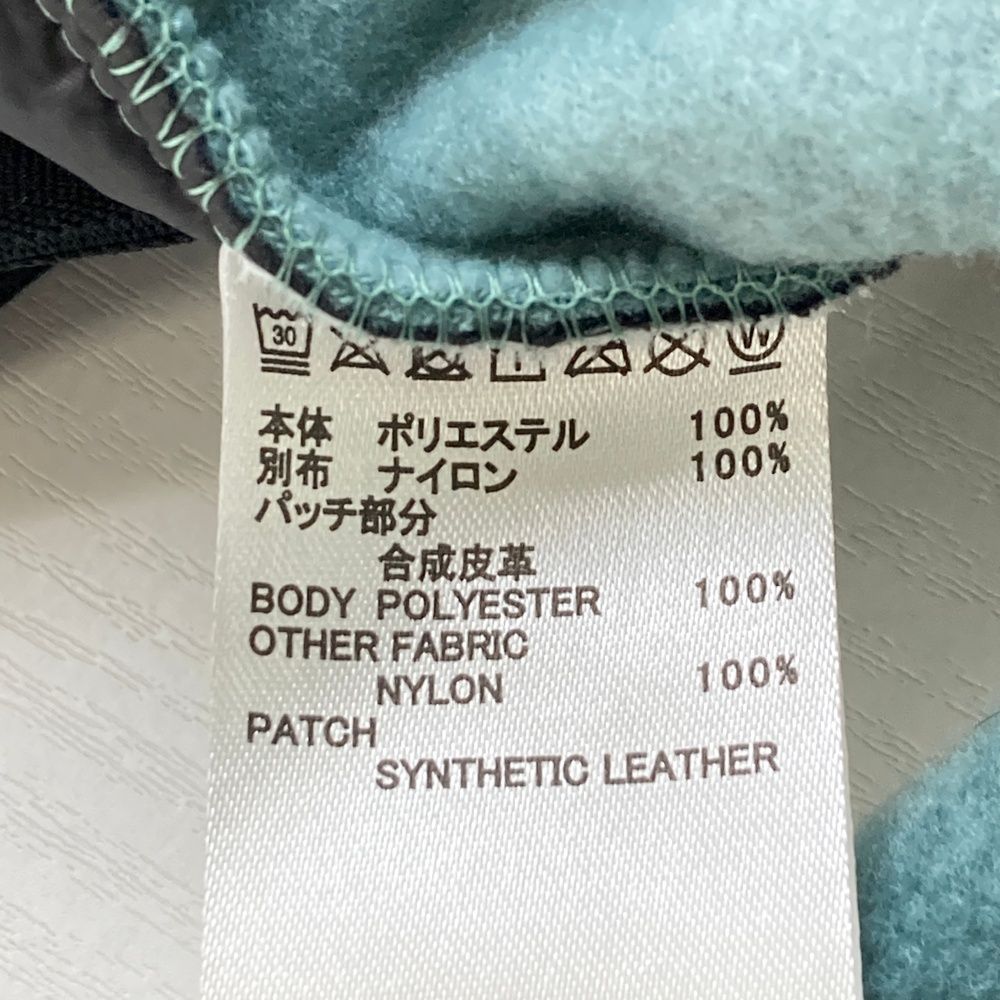 30
W
本体 ポリエステル 100%
別布 ナイロン 100%
パッチ部分
合成皮革
BODY POLYESTER 100%
OTHER FABRIC
NYLON 100%
PATCH
SYNTHETIC LEATHER